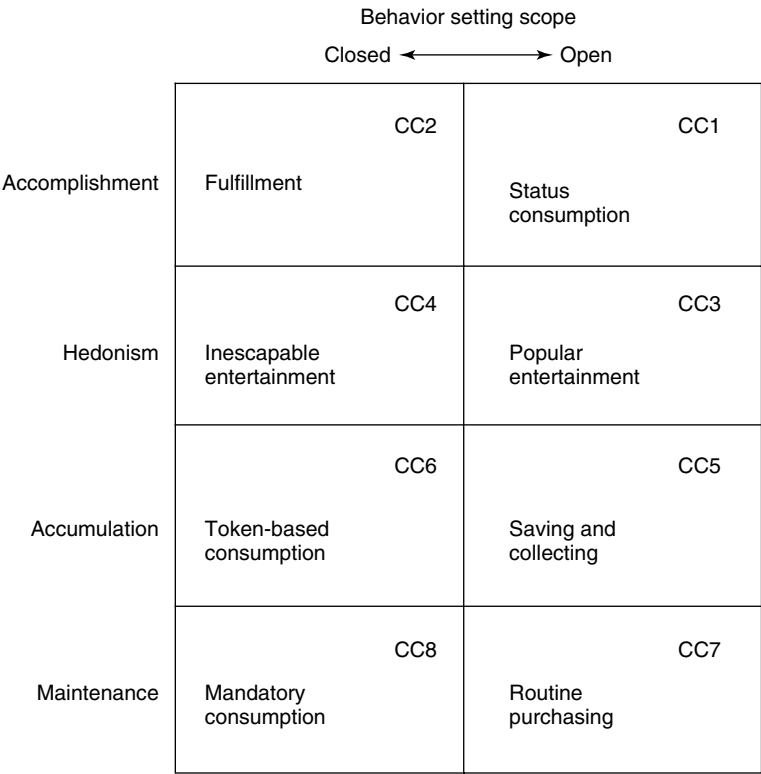 Behavior setting scope
Closed Open
CC2 CC1
Accomplishment Fulfillment Status
consumption
CC4 CC3
Hedonism Inescapable Popular
entertainment entertainment
CC6 CC5
Accumulation Token-based Saving and
consumption collecting
CC8 CC7
Maintenance Mandatory Routine
consumption purchasing